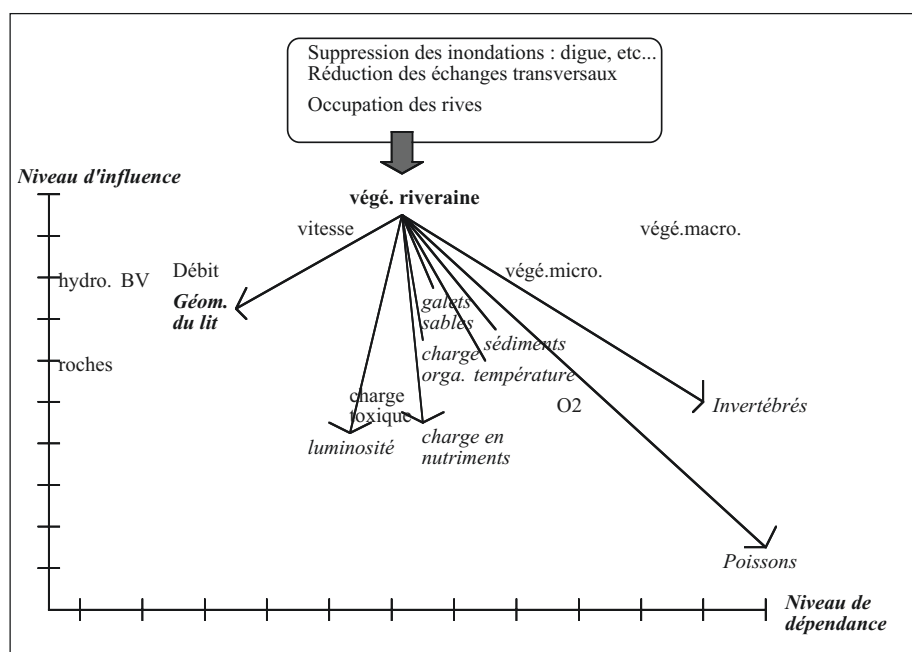 Suppression des inondations : digue, etc...
Réduction des échanges transversaux
Occupation des rives
Niveau d'influence
végé. riveraine
vitesse
végé.macro.
Débit
végé.micro.
hydro. BV
Géom.
du lit
galets
sables
sédiments
roches
charge
orga.
température
charge
toxique
O2
Invertébrés
luminosité
charge en
nutriments
Poissons
Niveau de
dépendance